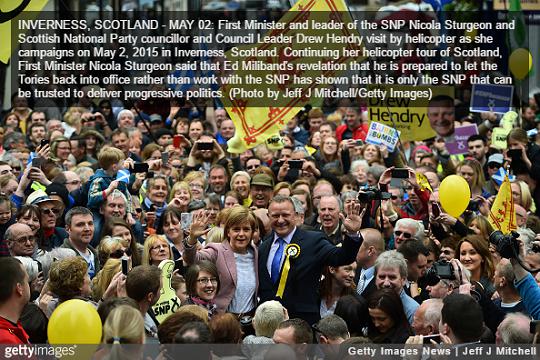 INVERNESS, SCOTLAND - MAY 02: First Minister and leader of the SNP Nicola Sturgeon and
Scottish National Party councillor and Council Leader Drew Hendry visit by helicopter as she
campaigns on May 2, 2015 in Inverness, Scotland. Continuing her helicopter tour of Scotland,
First Minister Nicola Sturgeon said that Ed Miliband's revelation that he is prepared to let the
Tories back into office rather than work with the SNP has shown that it is only the SNP that can
be trusted to deliver progressive politics. (Photo by Jeff J Mitchell/Getty Images)
Drew
Hendry
BAIRNS
NOT
BOMBS
gettyimages
Getty Images News
Jeff J Mitchell